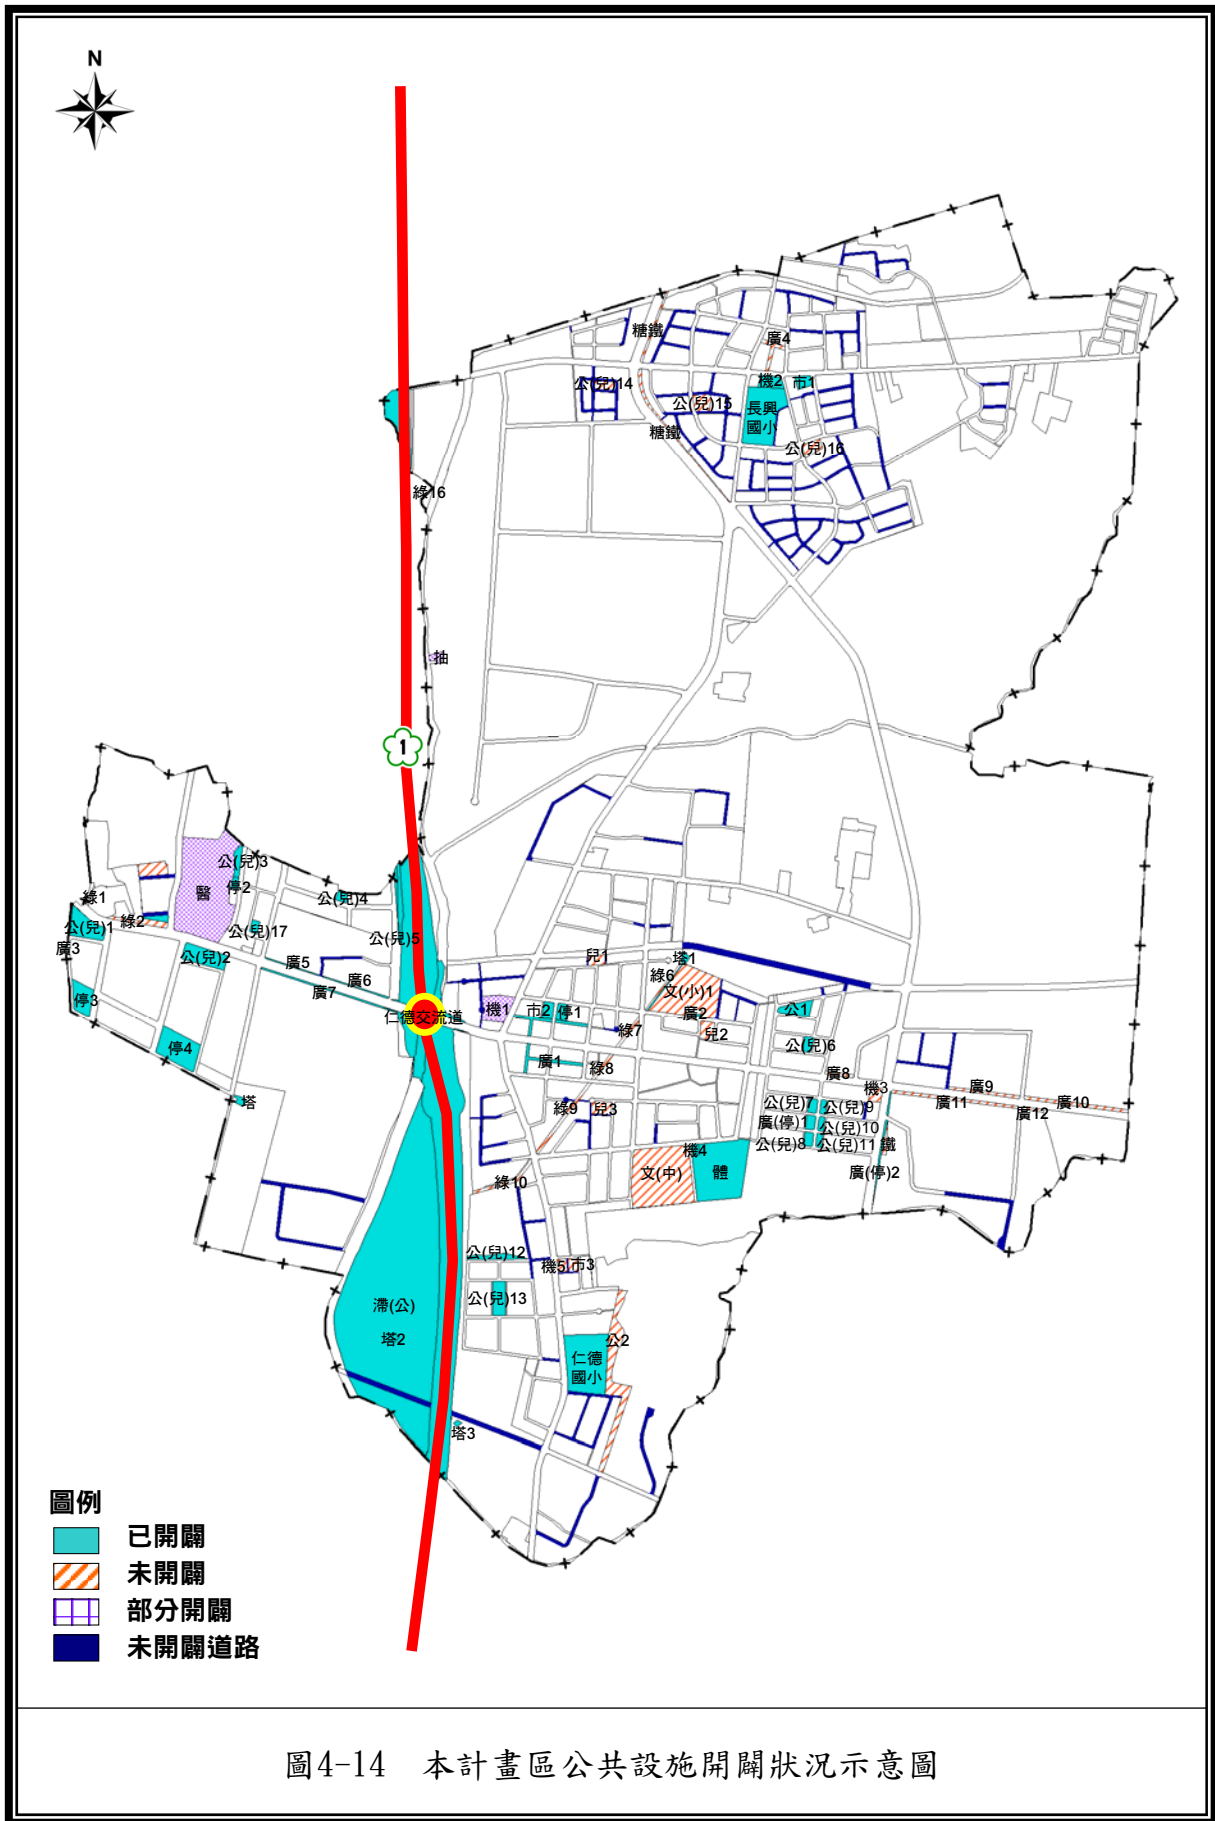 N
糖鐵
廣4
公(兒)14
機2
市1
公(兒)15
長興
國小
糖鐵
公(兒)16
綠16
抽
1
公(兒)3
停2
醫
綠1
公(兒)4
公(兒)1
綠2
公(兒)17
公(兒)5
廣3
公(兒)2
廣5
兒1
塔1
廣6
綠6
廣7
文(小)1
停3
機1
市2
停1
公1
仁德交流道
廣2
綠7
兒2
停4
公(兒)6
廣1
綠8
廣8
機3
廣9
塔
綠9
兒3
公(兒)7
公(兒)9
廣11
廣10
廣12
廣(停)1
公(兒)10
公(兒)8
公(兒)11
鐵
機4
文(中)
體
廣(停)2
綠10
公(兒)12
機5
市3
公(兒)13
滯(公)
塔2
公2
仁德
國小
塔3
圖例
已開闢
未開闢
部分開闢
未開闢道路
圖4-14 本計畫區公共設施開闢狀況示意圖